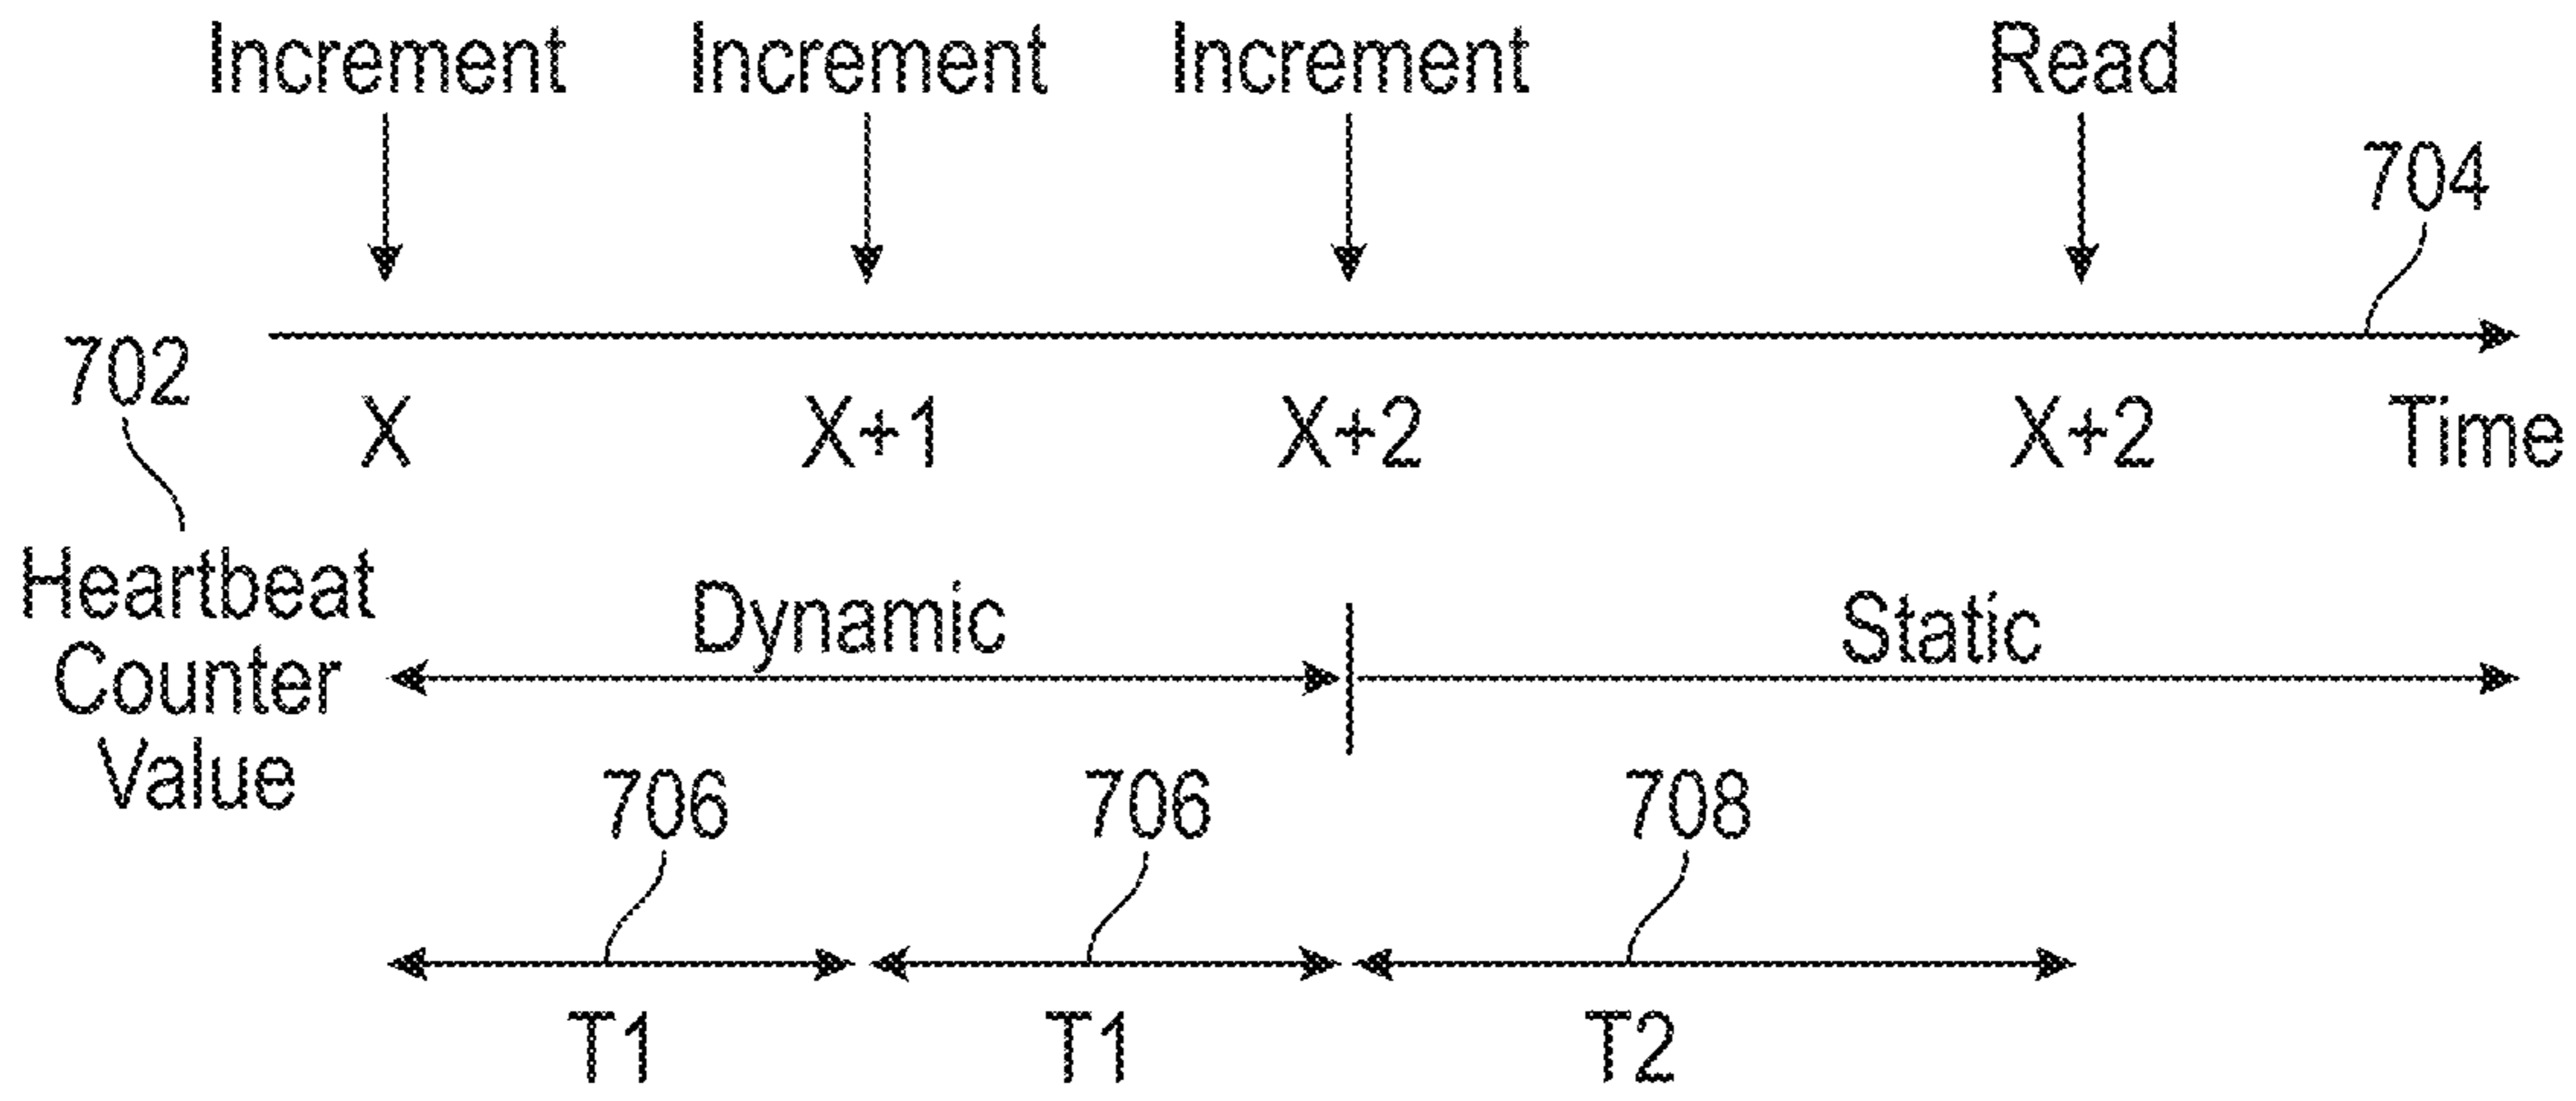 Increment Increment Increment Read
704
702
X X+1 X+2 X+2 Time
Heartbeat
Counter
Value
Dynamic Static
706 706 708
T1 T1 T2